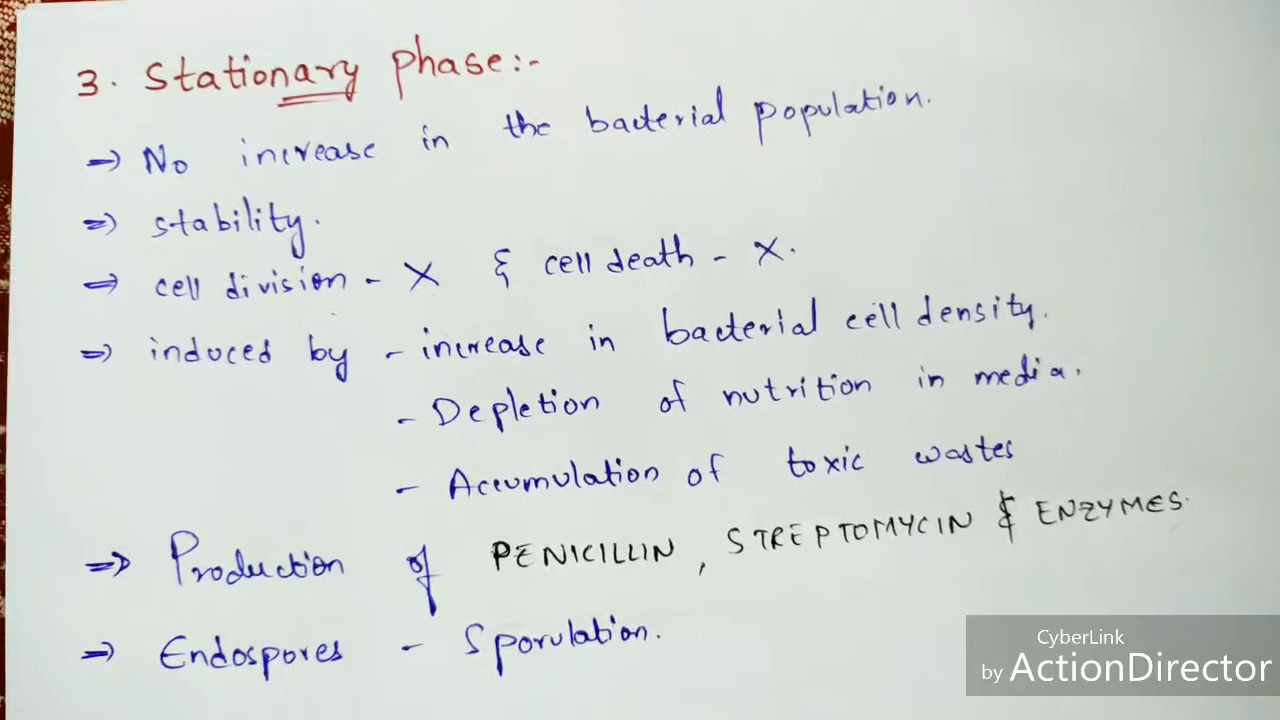 3. Stationary phase:-
⇒ No increase in the bacterial population.
⇒ stability.
⇒ cell division - X & cell death - X.
⇒ induced by - increase in bacterial cell density.
- Depletion of nutrition in media.
- Accumulation of toxic wastes
⇒ Production of PENICILLIN, STREPTOMYCIN & ENZYMES.
⇒ Endospores - Sporulation.
CyberLink
by ActionDirector